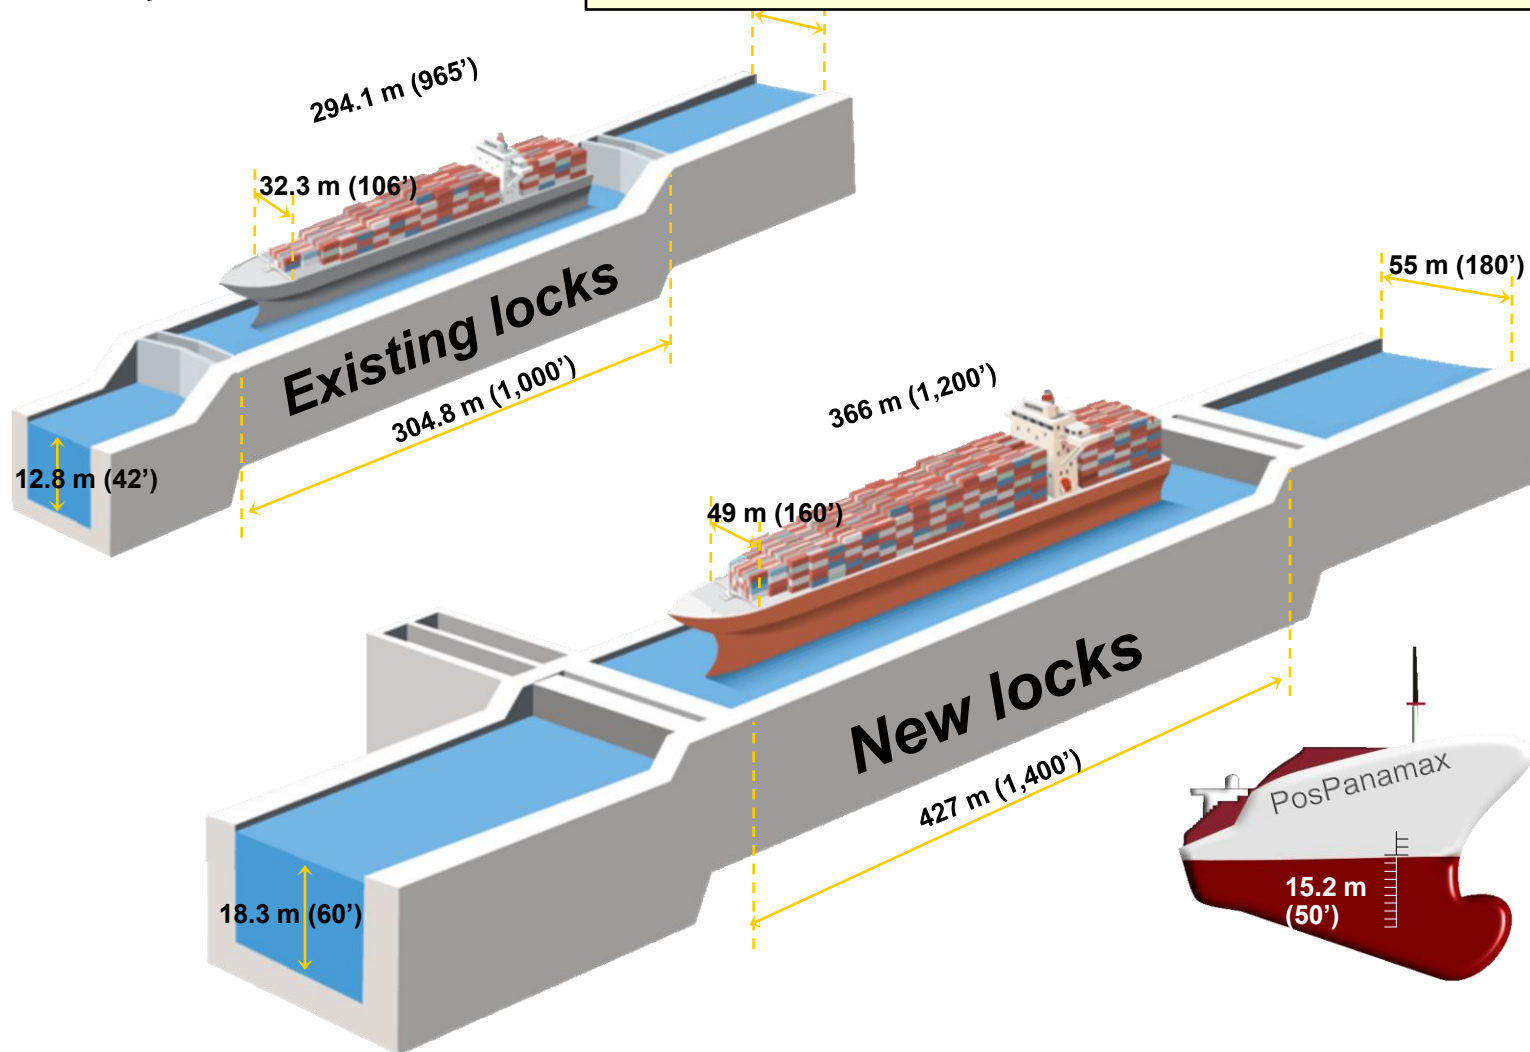 294.1 m (965’)
32.3 m (106’)
Existing locks
304.8 m (1,000’)
12.8 m (42’)
55 m (180’)
366 m (1,200’)
49 m (160’)
New locks
427 m (1,400’)
18.3 m (60’)
PosPanamax
15.2 m
(50’)